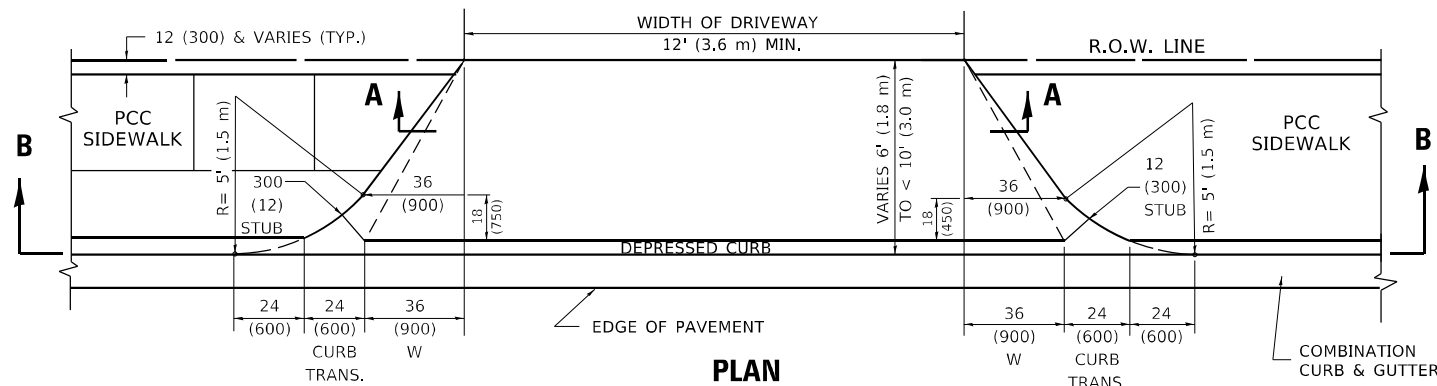 WIDTH OF DRIVEWAY
12' (3.6 m) MIN.
12 (300) & VARIES (TYP.)
R.O.W. LINE
A
A
PCC
SIDEWALK
PCC
SIDEWALK
B
B
R= 5' (1.5 m)
300
(12)
STUB
36
(900)
18
(750)
VARIES 6' (1.8 m)
TO < 10' (3.0 m)
36
(900)
18
(450)
12
(300)
STUB
R= 5' (1.5 m)
DEPRESSED CURB
24
(600)
24
(600)
CURB
TRANS.
36
(900)
W
EDGE OF PAVEMENT
PLAN
36
(900)
W
24
(600)
CURB
TRANS
24
(600)
COMBINATION
CURB & GUTTER